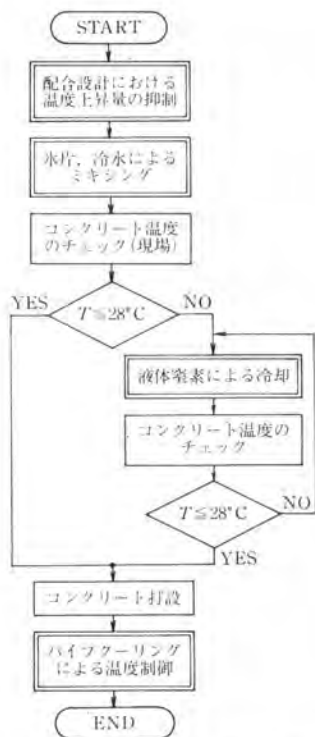 START
配合設計における
温度上昇量の抑制
氷片、冷水による
ミキシング
コンクリート温度
のチェック(現場)
YES
T≦28°C
NO
液体窒素による冷却
コンクリート温度の
チェック
T≦28°C
NO
YES
コンクリート打設
パイプクーリング
による温度制御
END